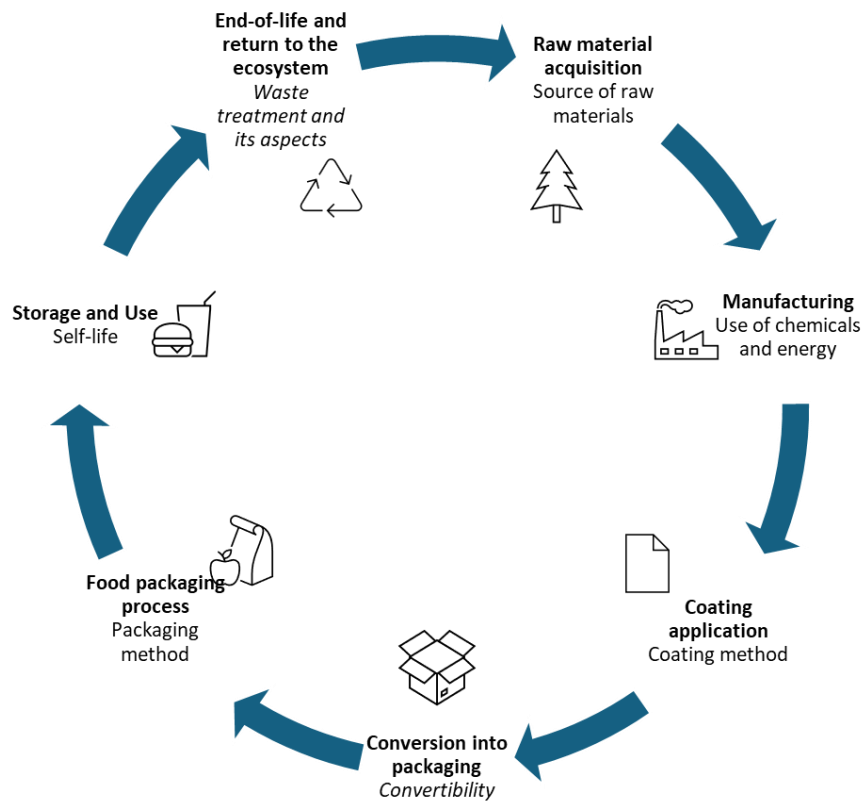 End-of-life and
return to the
ecosystem
Waste
treatment and
its aspects
Raw material
acquisition
Source of raw
materials
Manufacturing
Use of chemicals
and energy
Coating
application
Coating method
Conversion into
packaging
Convertibility
Food packaging
process
Packaging
method
Storage and Use
Self-life